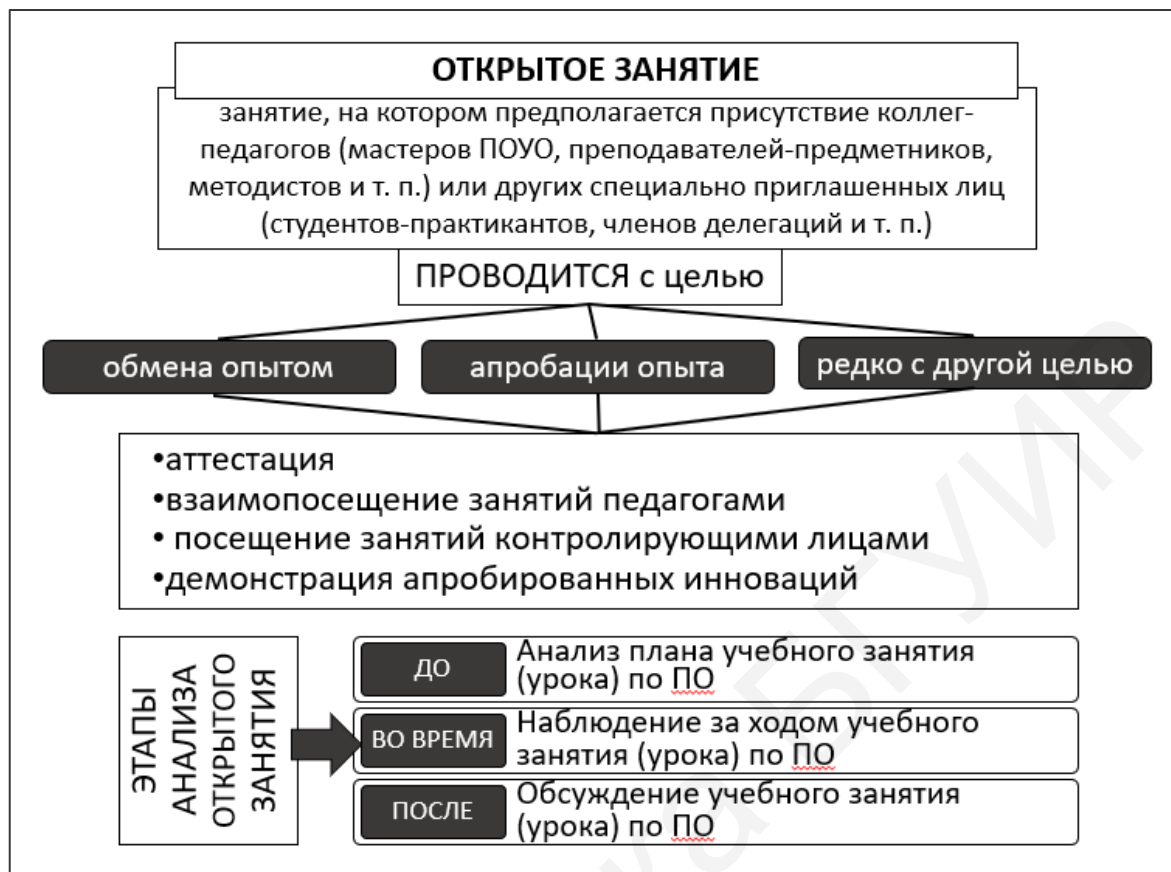 ОТКРЫТОЕ ЗАНЯТИЕ
занятие, на котором предполагается присутствие коллег-
педагогов (мастеров ПОУО, преподавателей-предметников,
методистов и т. п.) или других специально приглашенных лиц
(студентов-практикантов, членов делегаций и т. п.)
ПРОВОДИТСЯ с целью
обмена опытом
апробации опыта
редко с другой целью
•аттестация
•взаимопосещение занятий педагогами
• посещение занятий контролирующими лицами
•демонстрация апробированных инноваций
ЭТАПЫ
АНАЛИЗА
ОТКРЫТОГО
ЗАНЯТИЯ
ДО
Анализ плана учебного занятия
(урока) по ПО
ВО ВРЕМЯ
Наблюдение за ходом учебного
занятия (урока) по ПО
ПОСЛЕ
Обсуждение учебного занятия
(урока) по ПО
БГУИР